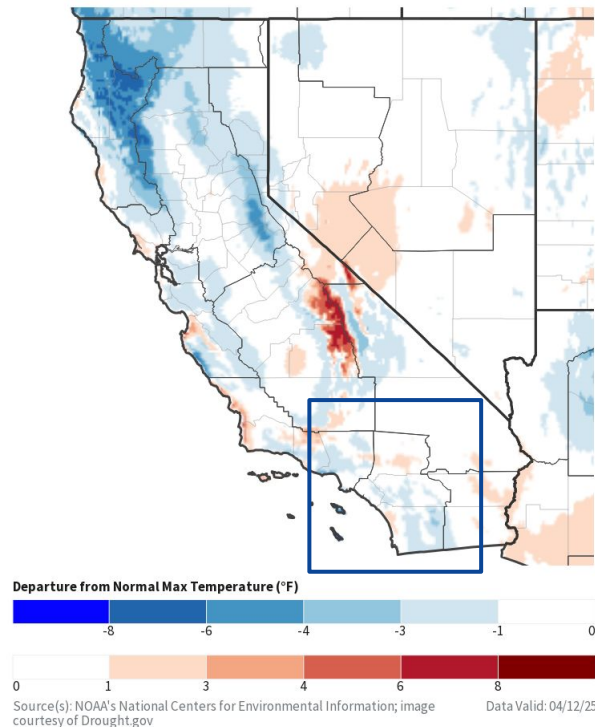 Departure from Normal Max Temperature (°F)
-8 -6 -4 -3 -1 0
0 1 3 4 6 8
Source(s): NOAA's National Centers for Environmental Information; image Data Valid: 04/12/25
courtesy of Drought.gov